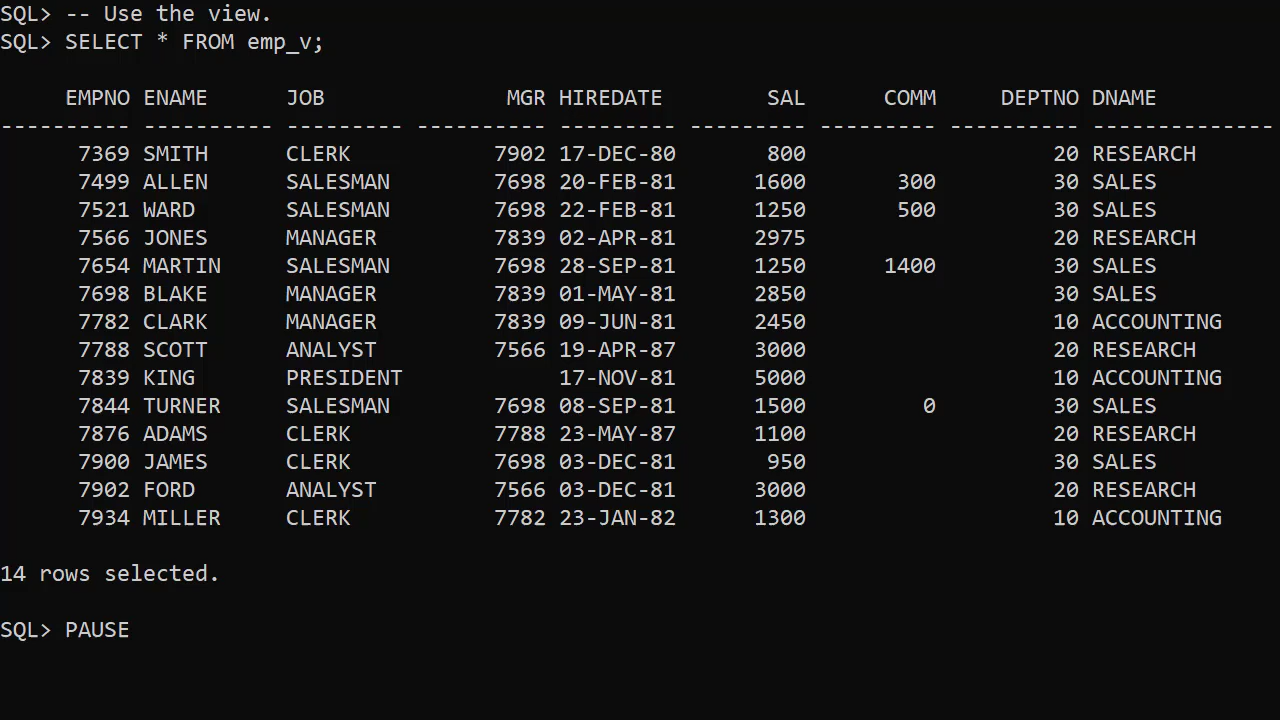 SQL> -- Use the view.
SQL> SELECT * FROM emp_v;
     EMPNO ENAME      JOB              MGR HIREDATE        SAL      COMM     DEPTNO DNAME
---------- ---------- --------- ---------- --------- --------- --------- ---------- --------------
      7369 SMITH      CLERK           7902 17-DEC-80       800                   20 RESEARCH
      7499 ALLEN      SALESMAN        7698 20-FEB-81      1600       300         30 SALES
      7521 WARD       SALESMAN        7698 22-FEB-81      1250       500         30 SALES
      7566 JONES      MANAGER         7839 02-APR-81      2975                   20 RESEARCH
      7654 MARTIN     SALESMAN        7698 28-SEP-81      1250      1400         30 SALES
      7698 BLAKE      MANAGER         7839 01-MAY-81      2850                   30 SALES
      7782 CLARK      MANAGER         7839 09-JUN-81      2450                   10 ACCOUNTING
      7788 SCOTT      ANALYST         7566 19-APR-87      3000                   20 RESEARCH
      7839 KING       PRESIDENT            17-NOV-81      5000                   10 ACCOUNTING
      7844 TURNER     SALESMAN        7698 08-SEP-81      1500         0         30 SALES
      7876 ADAMS      CLERK           7788 23-MAY-87      1100                   20 RESEARCH
      7900 JAMES      CLERK           7698 03-DEC-81       950                   30 SALES
      7902 FORD       ANALYST         7566 03-DEC-81      3000                   20 RESEARCH
      7934 MILLER     CLERK           7782 23-JAN-82      1300                   10 ACCOUNTING
14 rows selected.
SQL> PAUSE